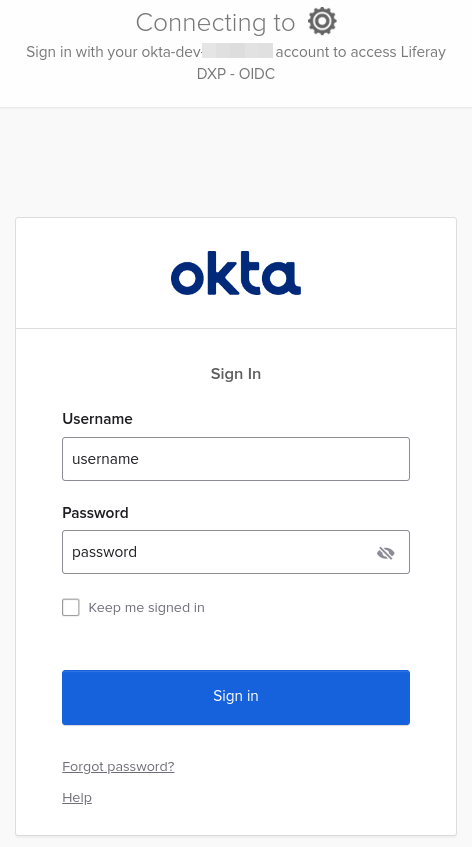 Connecting to
Sign in with your okta-dev- account to access Liferay
DXP - OIDC
okta
Sign In
Username
username
Password
password
Keep me signed in
Sign in
Forgot password?
Help